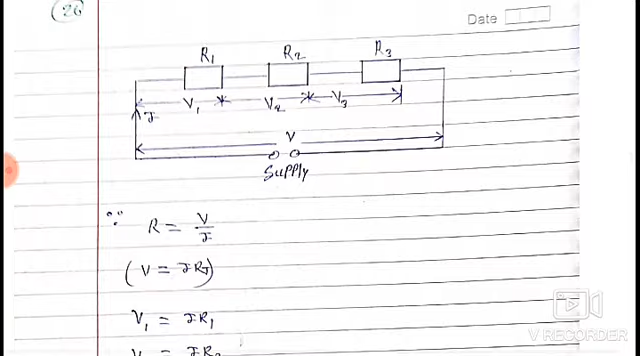 26
Date
R₁ R₂ R₃
V₁ V₂ V₃
I
V
Supply
∵ R = V/I
(V = IR)
V₁ = IR₁
V RECORDER